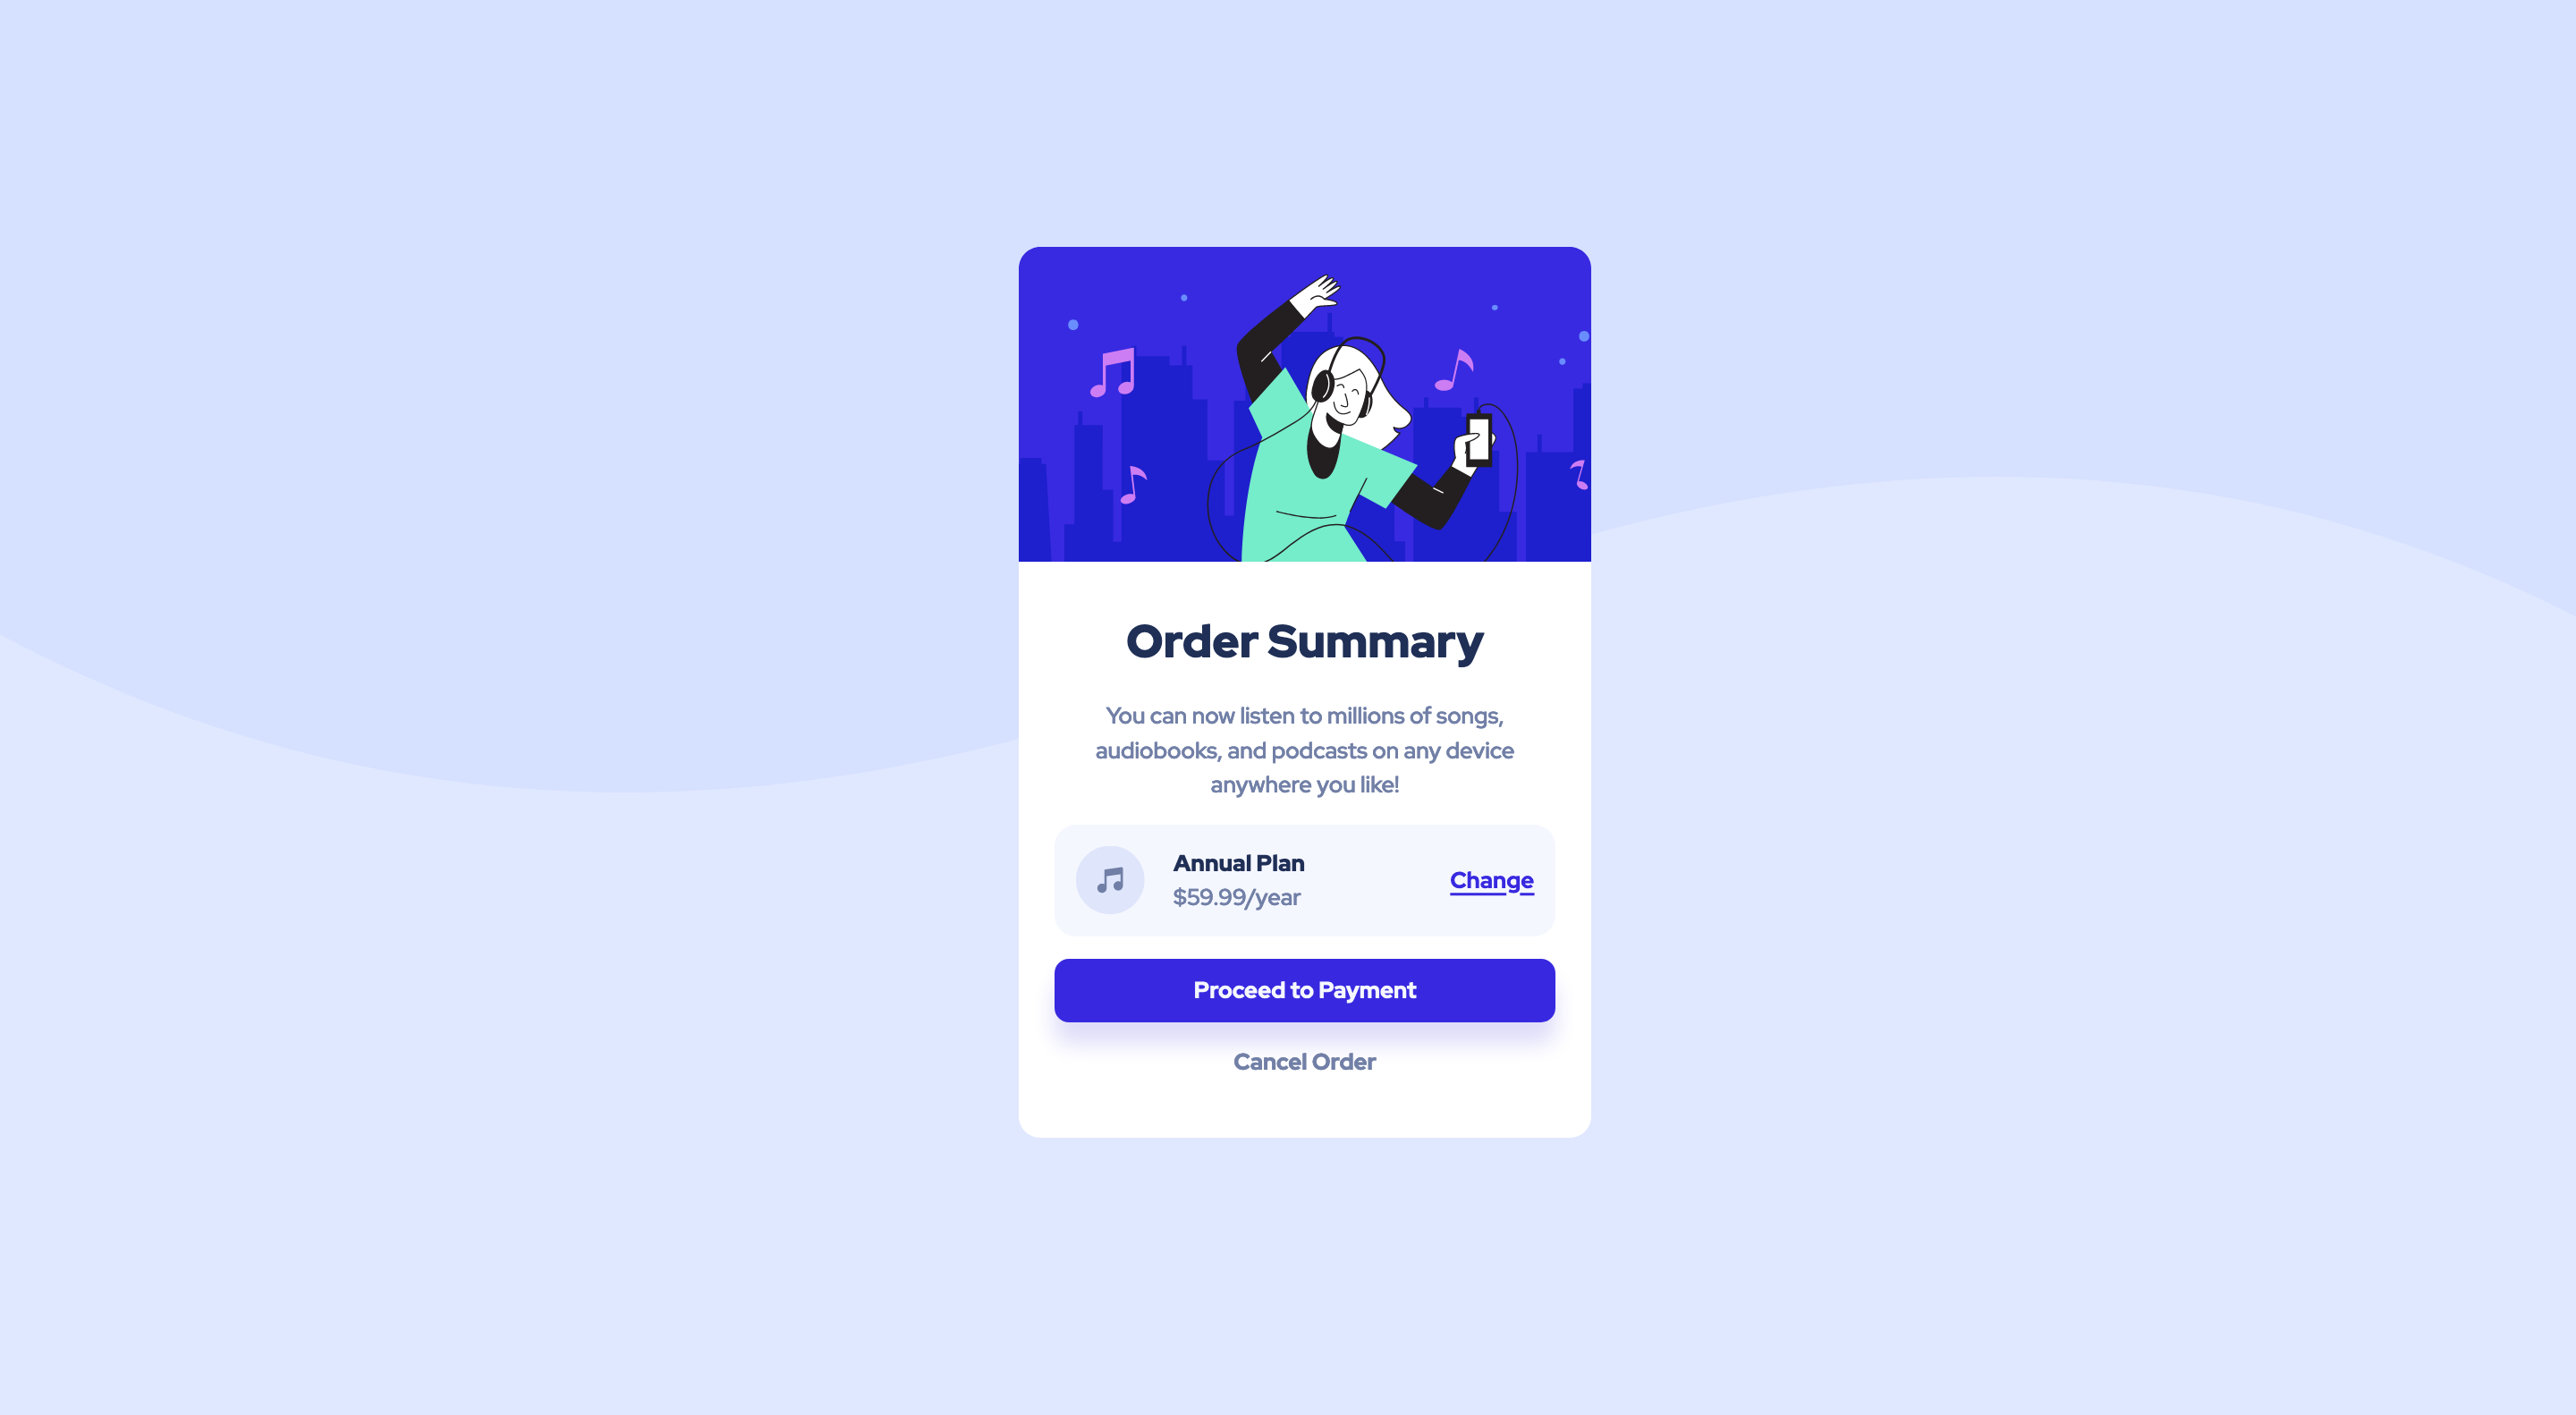 Order Summary
You can now listen to millions of songs,
audiobooks, and podcasts on any device
anywhere you like!
Annual Plan
$59.99/year
Change
Proceed to Payment
Cancel Order